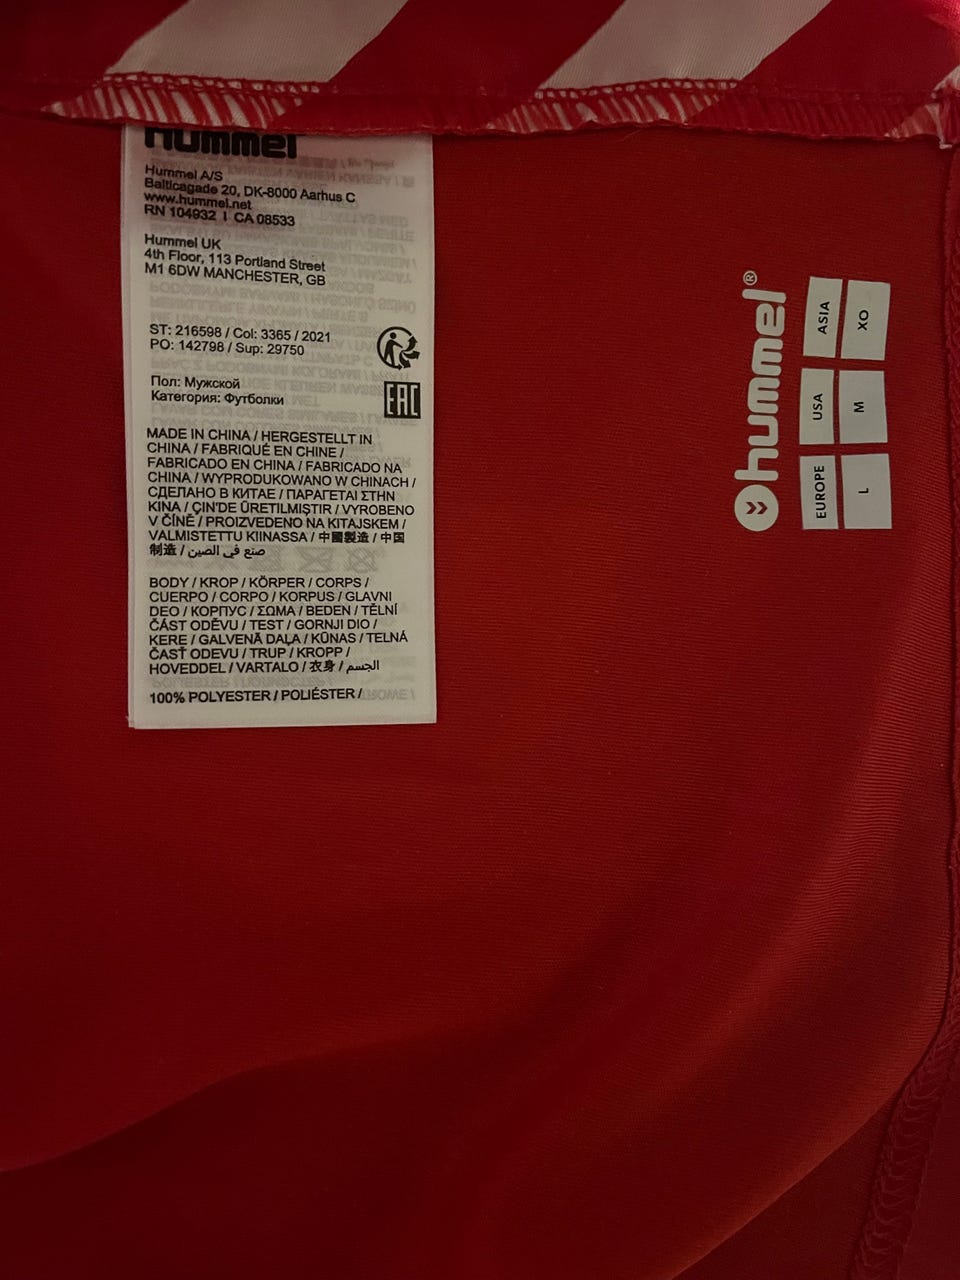 hummel
Hummel A/S
Balticagade 20, DK-8000 Aarhus C
www.hummel.net
RN 104932 I CA 08533
Hummel UK
4th Floor, 113 Portland Street
M1 6DW MANCHESTER, GB
ST: 216598 / Col: 3365 / 2021
PO: 142798 / Sup: 29750
Пол: Мужской
Категория: Футболки
EAC
MADE IN CHINA / HERGESTELLT IN
CHINA / FABRIQUÉ EN CHINE /
FABRICADO EN CHINA / FABRICADO NA
CHINA / WYPRODUKOWANO W CHINACH /
СДЕЛАНО В КИТАЕ / ΠΑΡΑΓΕΤΑΙ ΣΤΗΝ
ΚΙΝΑ / ÇIN'DE ÜRETILMIŞTIR / VYROBENO
V ČÍNĚ / PROIZVEDENO NA KITAJSKEM /
VALMISTETTU KIINASSA / 中國製造 / 中国
制造 / صنع في الصين
BODY / KROP / KÖRPER / CORPS /
CUERPO / CORPO / KORPUS / GLAVNI
DEO / КОРПУС / ΣΩΜΑ / BEDEN / TĚLNÍ
ČÁST ODĚVU / TEST / GORNJI DIO /
KERE / GALVENĀ DAĻA / KŪNAS / TELNÁ
ČASŤ ODEVU / TRUP / KROPP /
HOVEDDEL / VARTALO / 衣身 / الجسم
100% POLYESTER / POLIÉSTER /
hummel®
EUROPE USA ASIA
L M XO